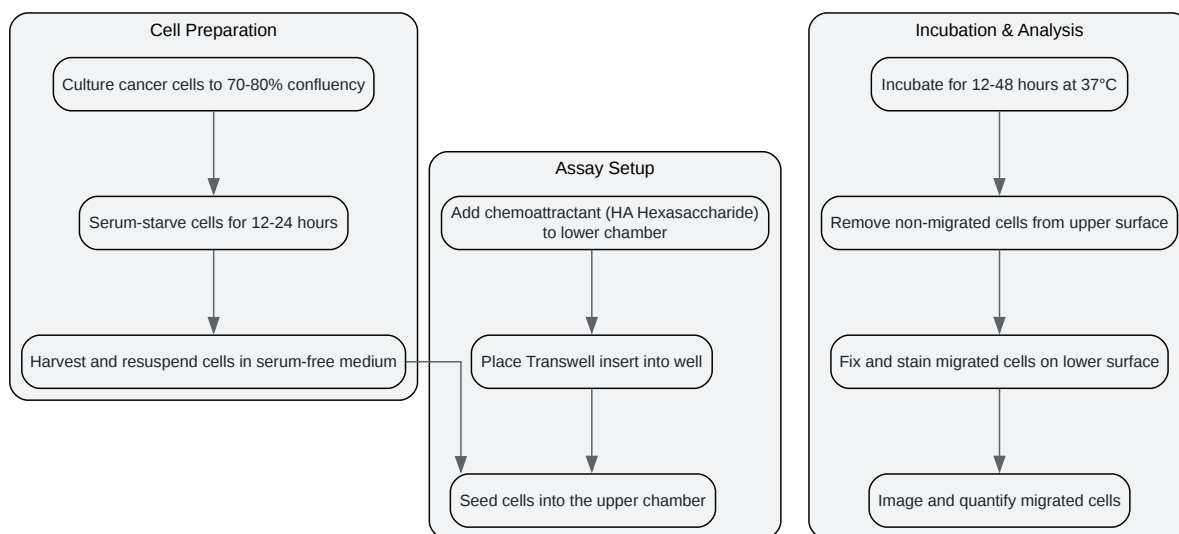 Cell Preparation
Culture cancer cells to 70-80% confluency
Serum-starve cells for 12-24 hours
Harvest and resuspend cells in serum-free medium
Assay Setup
Add chemoattractant (HA Hexasaccharide)
to lower chamber
Place Transwell insert into well
Seed cells into the upper chamber
Incubation & Analysis
Incubate for 12-48 hours at 37°C
Remove non-migrated cells from upper surface
Fix and stain migrated cells on lower surface
Image and quantify migrated cells